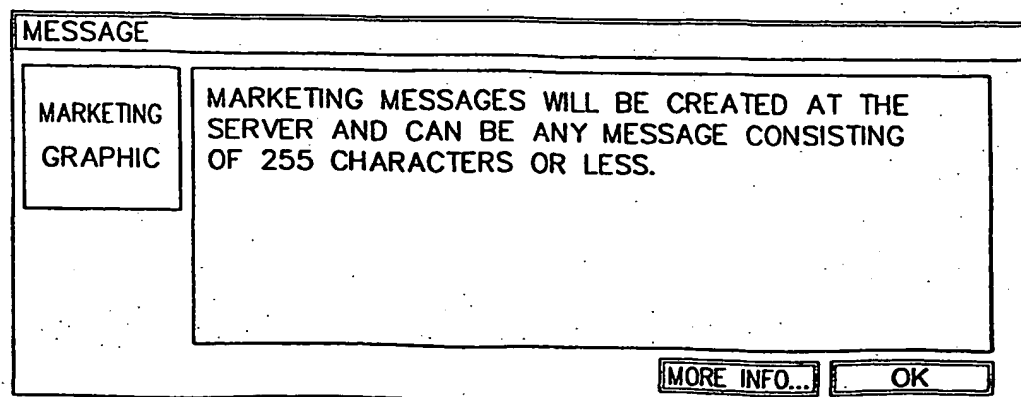 MESSAGE
MARKETING
GRAPHIC
MARKETING MESSAGES WILL BE CREATED AT THE
SERVER AND CAN BE ANY MESSAGE CONSISTING
OF 255 CHARACTERS OR LESS.
MORE INFO...
OK